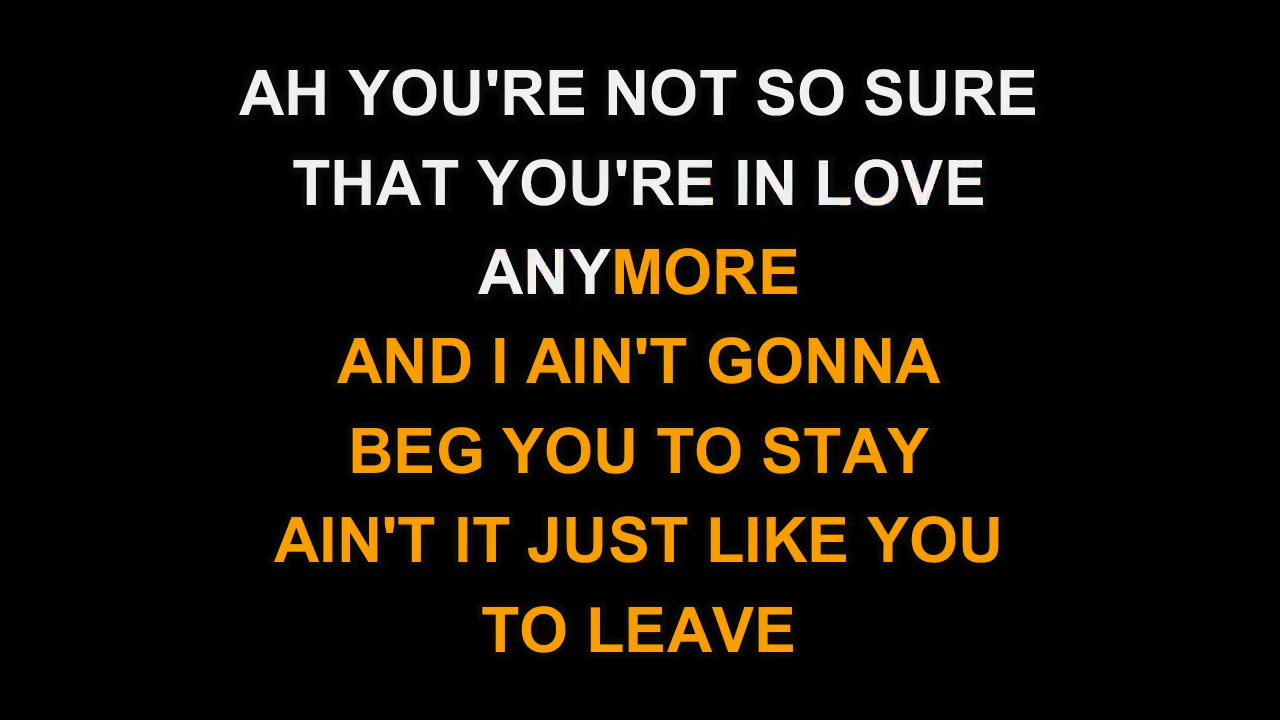 AH YOU'RE NOT SO SURE
THAT YOU'RE IN LOVE
ANYMORE
AND I AIN'T GONNA
BEG YOU TO STAY
AIN'T IT JUST LIKE YOU
TO LEAVE